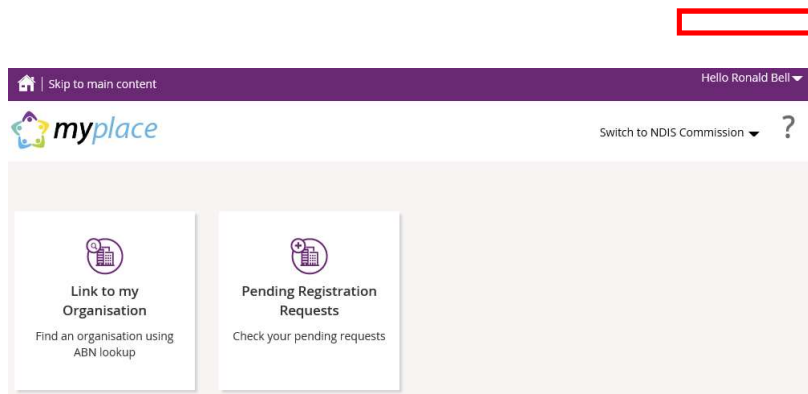 Skip to main content
Hello Ronald Bell
myplace
Switch to NDIS Commission
?
Link to my
Organisation
Find an organisation using
ABN lookup
Pending Registration
Requests
Check your pending requests